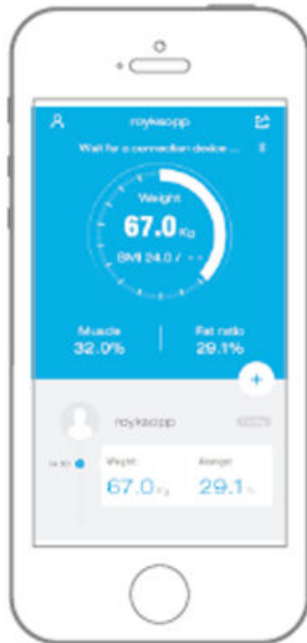 royksopp
Wait for a connection device ...
Weight
67.0 Kg
BMI 24.0 / - -
Muscle Fat ratio
32.0% 29.1%
+
royksopp
Weight
67.0 Kg 29.1 %